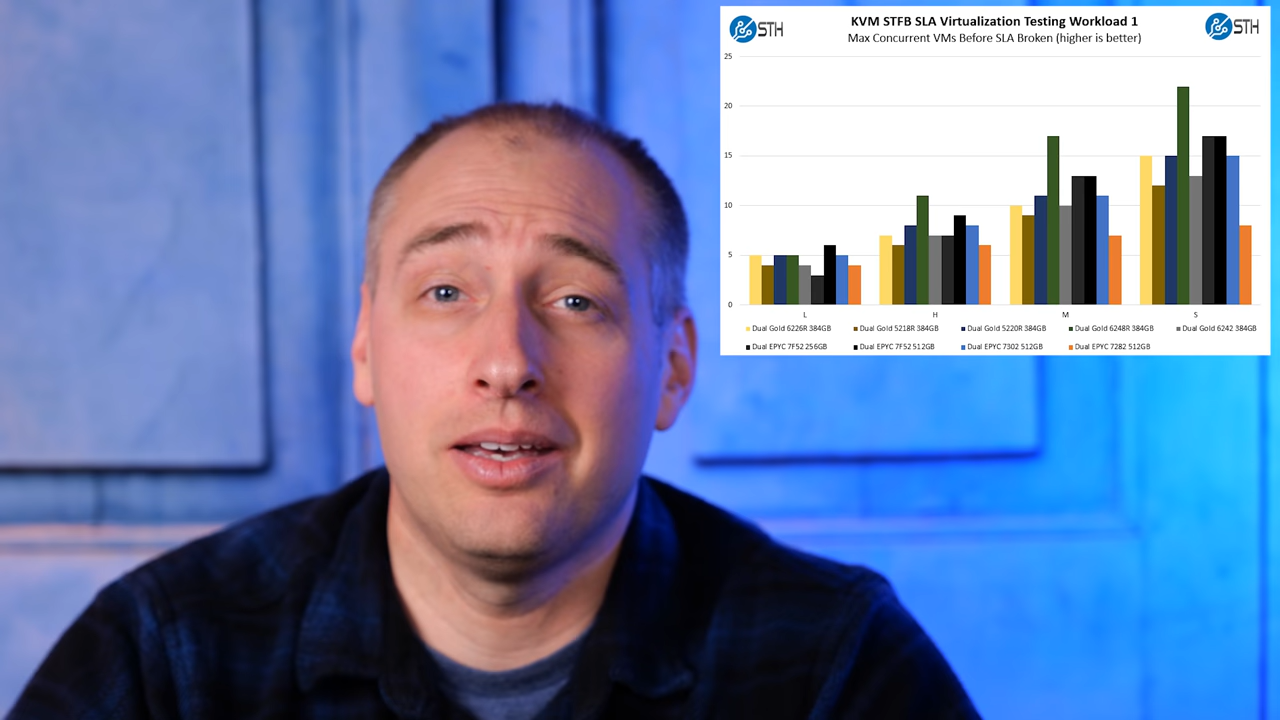 STH
KVM STFB SLA Virtualization Testing Workload 1
STH
Max Concurrent VMs Before SLA Broken (higher is better)
25
20
15
10
5
0
L H M S
Dual Gold 6226R 384GB Dual Gold 5218R 384GB Dual Gold 5220R 384GB Dual Gold 6248R 384GB Dual Gold 6242 384GB
Dual EPYC 7F52 256GB Dual EPYC 7F52 512GB Dual EPYC 7302 512GB Dual EPYC 7282 512GB